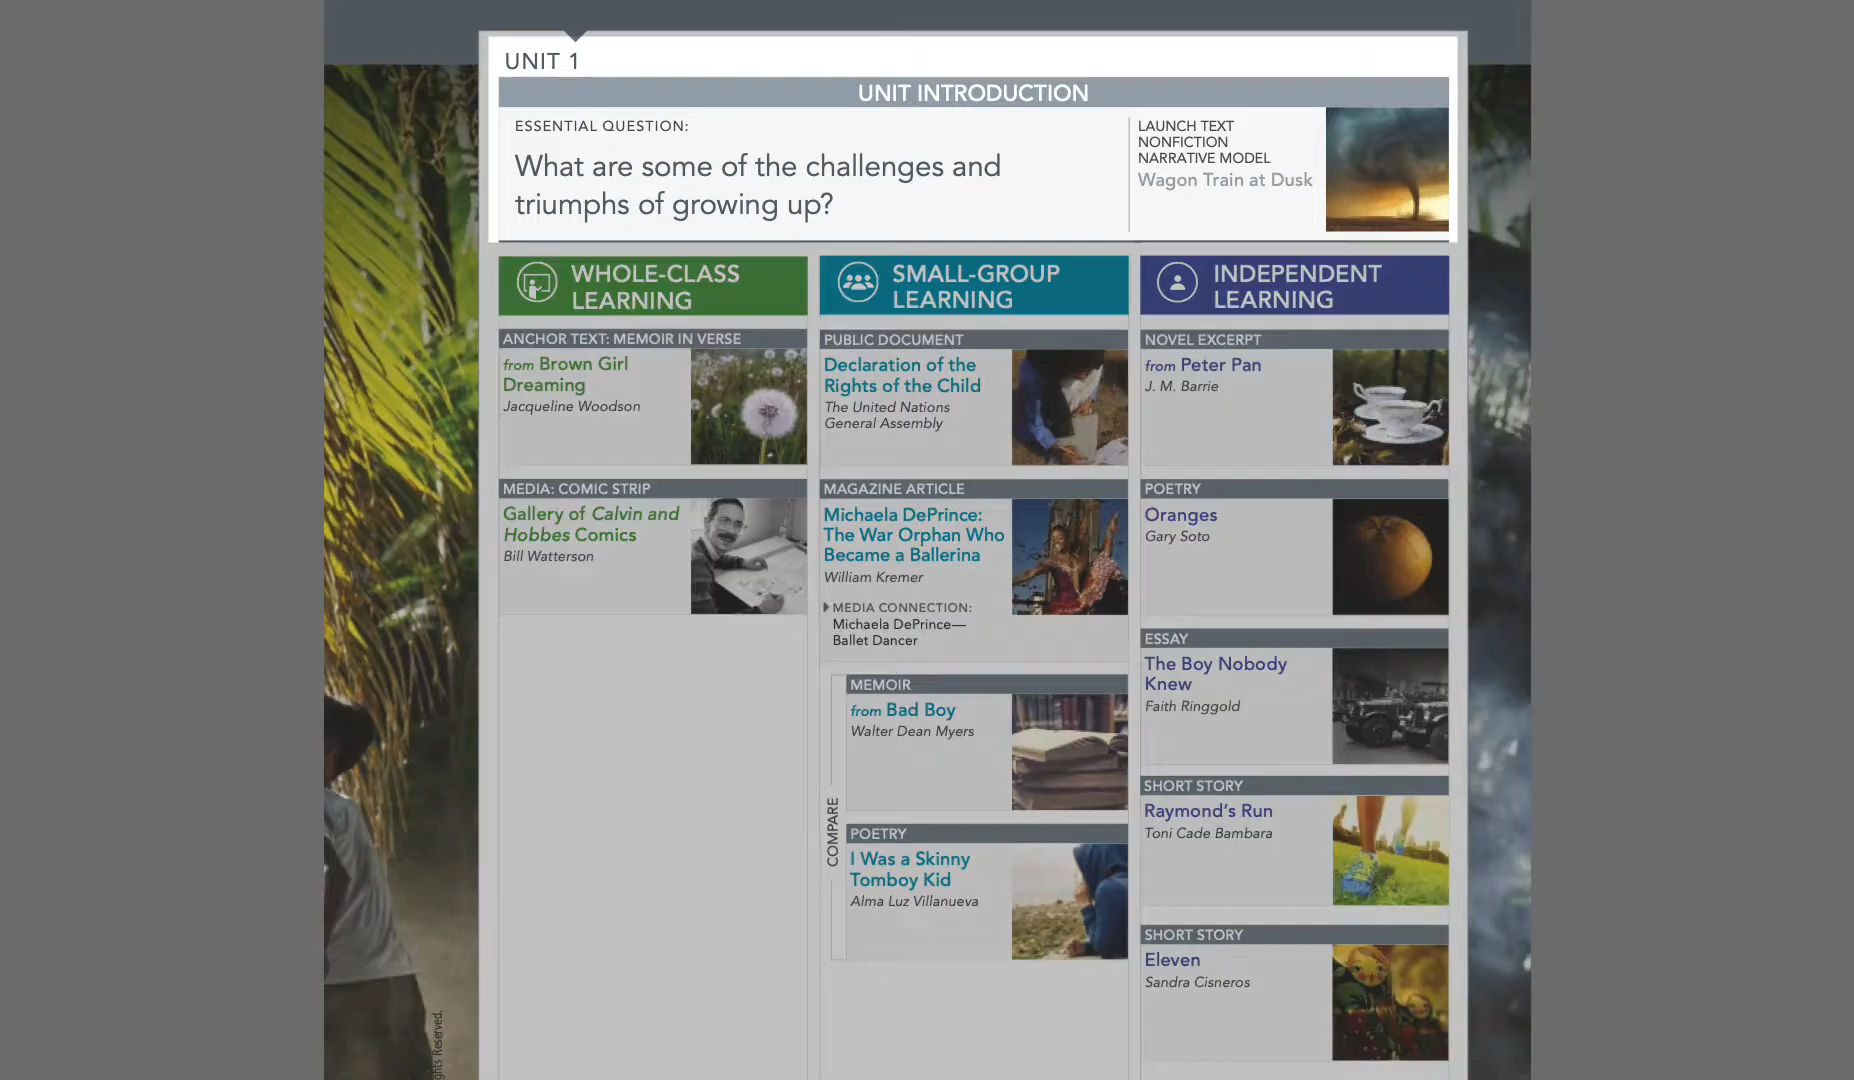 UNIT 1
UNIT INTRODUCTION
ESSENTIAL QUESTION:
What are some of the challenges and
triumphs of growing up?
LAUNCH TEXT
NONFICTION
NARRATIVE MODEL
Wagon Train at Dusk
WHOLE-CLASS
LEARNING
ANCHOR TEXT: MEMOIR IN VERSE
from Brown Girl
Dreaming
Jacqueline Woodson
MEDIA: COMIC STRIP
Gallery of Calvin and
Hobbes Comics
Bill Watterson
SMALL-GROUP
LEARNING
PUBLIC DOCUMENT
Declaration of the
Rights of the Child
The United Nations
General Assembly
MAGAZINE ARTICLE
Michaela DePrince:
The War Orphan Who
Became a Ballerina
William Kremer
MEDIA CONNECTION:
Michaela DePrince—
Ballet Dancer
COMPARE
MEMOIR
from Bad Boy
Walter Dean Myers
POETRY
I Was a Skinny
Tomboy Kid
Alma Luz Villanueva
INDEPENDENT
LEARNING
NOVEL EXCERPT
from Peter Pan
J. M. Barrie
POETRY
Oranges
Gary Soto
ESSAY
The Boy Nobody
Knew
Faith Ringgold
SHORT STORY
Raymond's Run
Toni Cade Bambara
SHORT STORY
Eleven
Sandra Cisneros
Reserved.